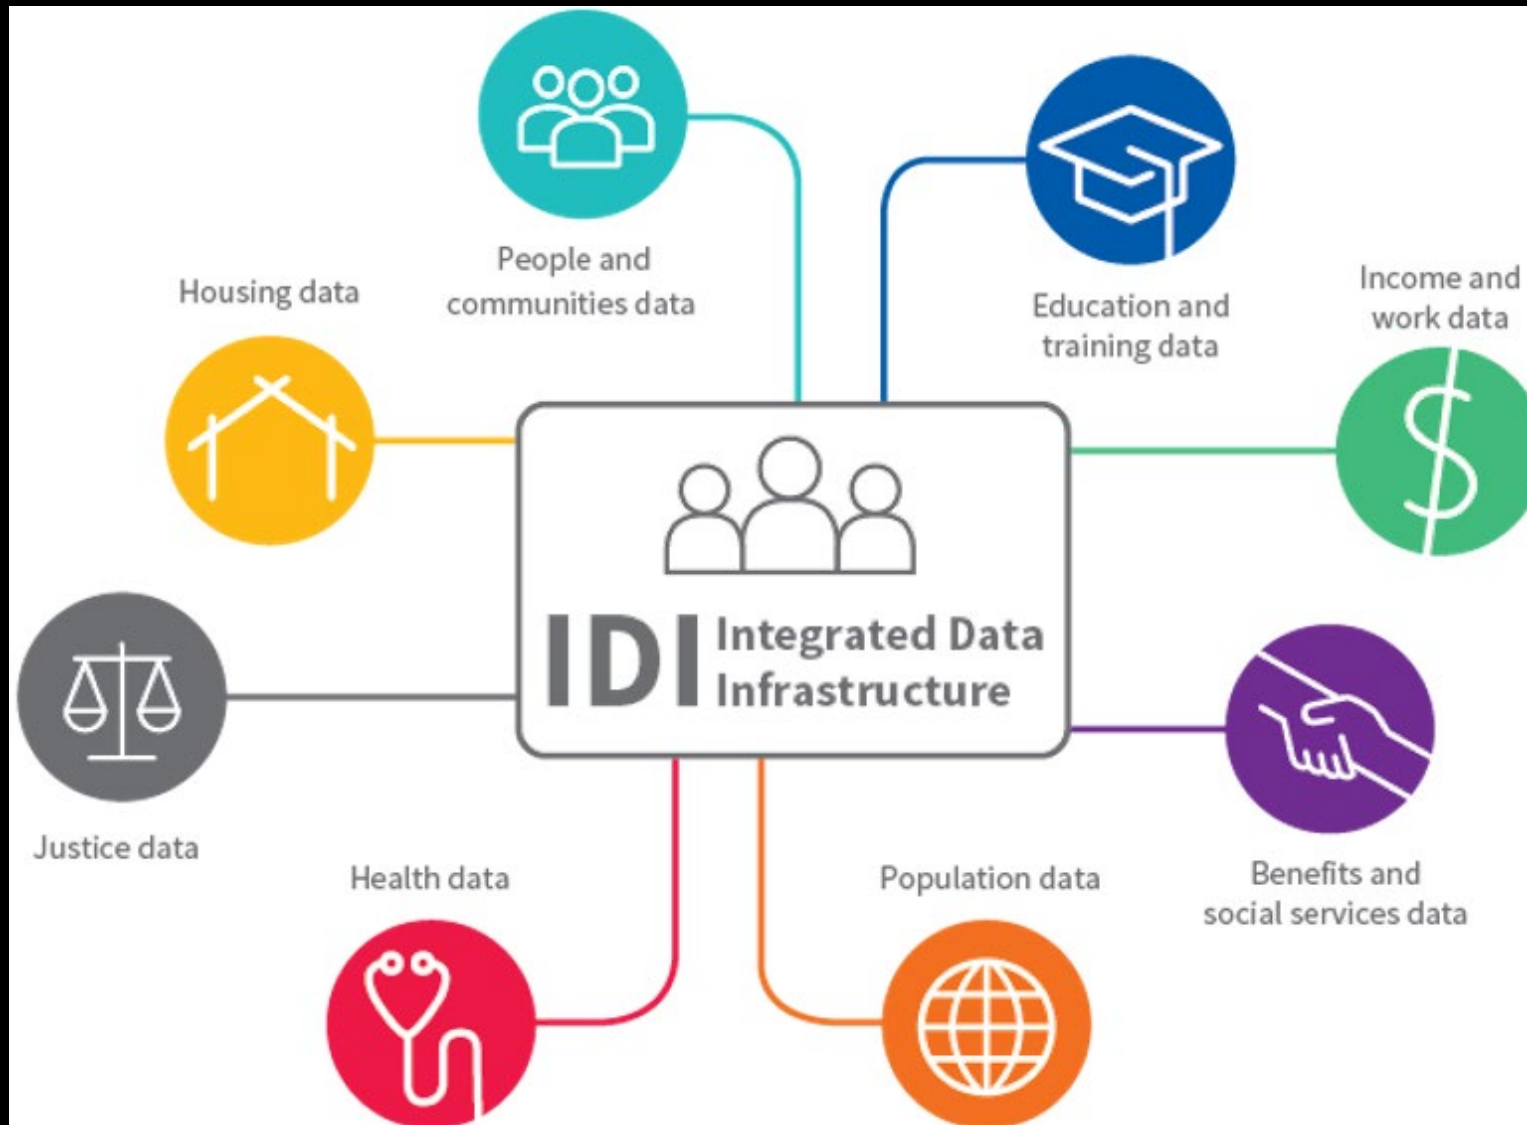 People and
communities data
Education and
training data
Housing data
Income and
work data
IDI Integrated Data
Infrastructure
Justice data
Health data
Population data
Benefits and
social services data